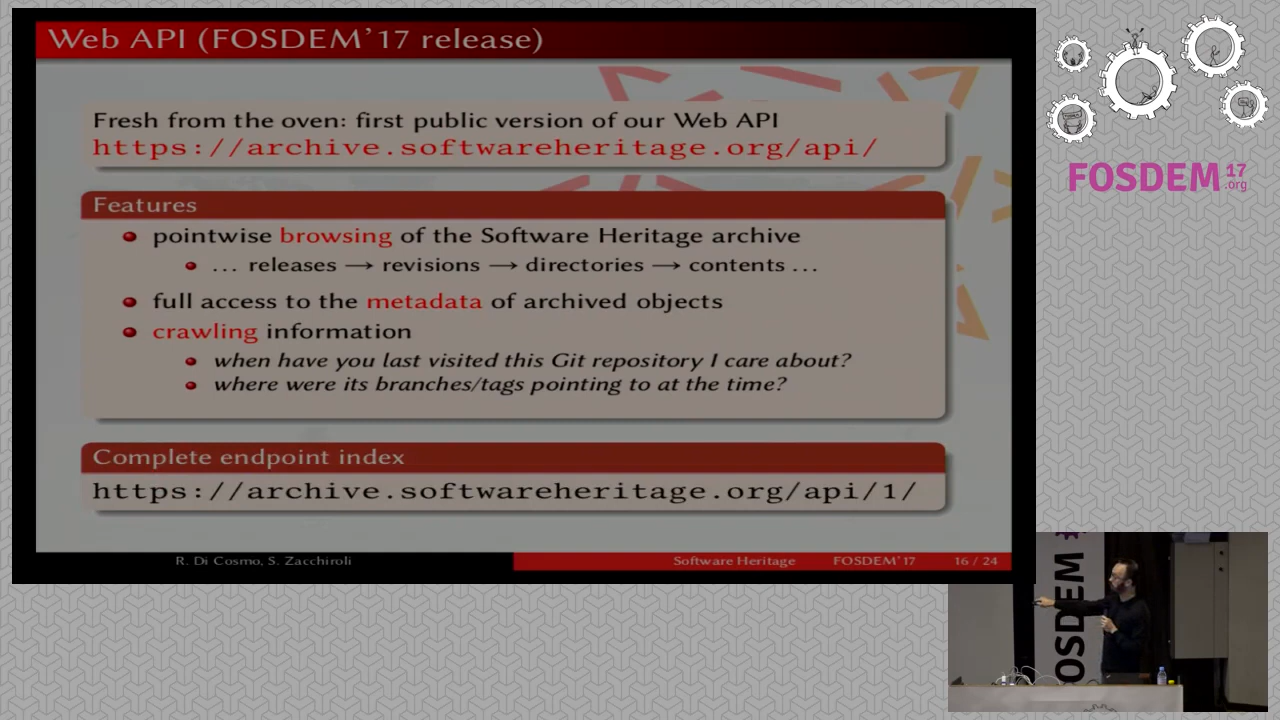 Web API (FOSDEM'17 release)
Fresh from the oven: first public version of our Web API
https://archive.softwareheritage.org/api/
Features
pointwise browsing of the Software Heritage archive
... releases → revisions → directories → contents ...
full access to the metadata of archived objects
crawling information
when have you last visited this Git repository I care about?
where were its branches/tags pointing to at the time?
Complete endpoint index
https://archive.softwareheritage.org/api/1/
R. Di Cosmo, S. Zacchiroli
Software Heritage
FOSDEM'17
16 / 24
FOSDEM 17
.org
OSDEM